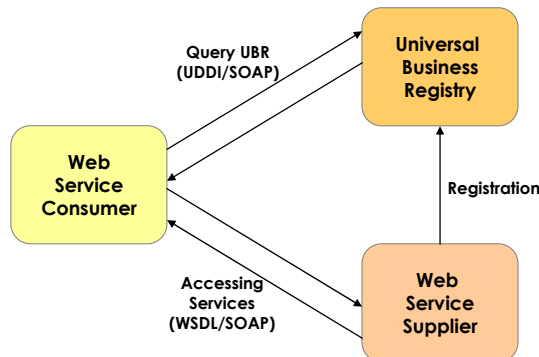 Query UBR
(UDDI/SOAP)
Universal
Business
Registry
Web
Service
Consumer
Registration
Accessing
Services
(WSDL/SOAP)
Web
Service
Supplier